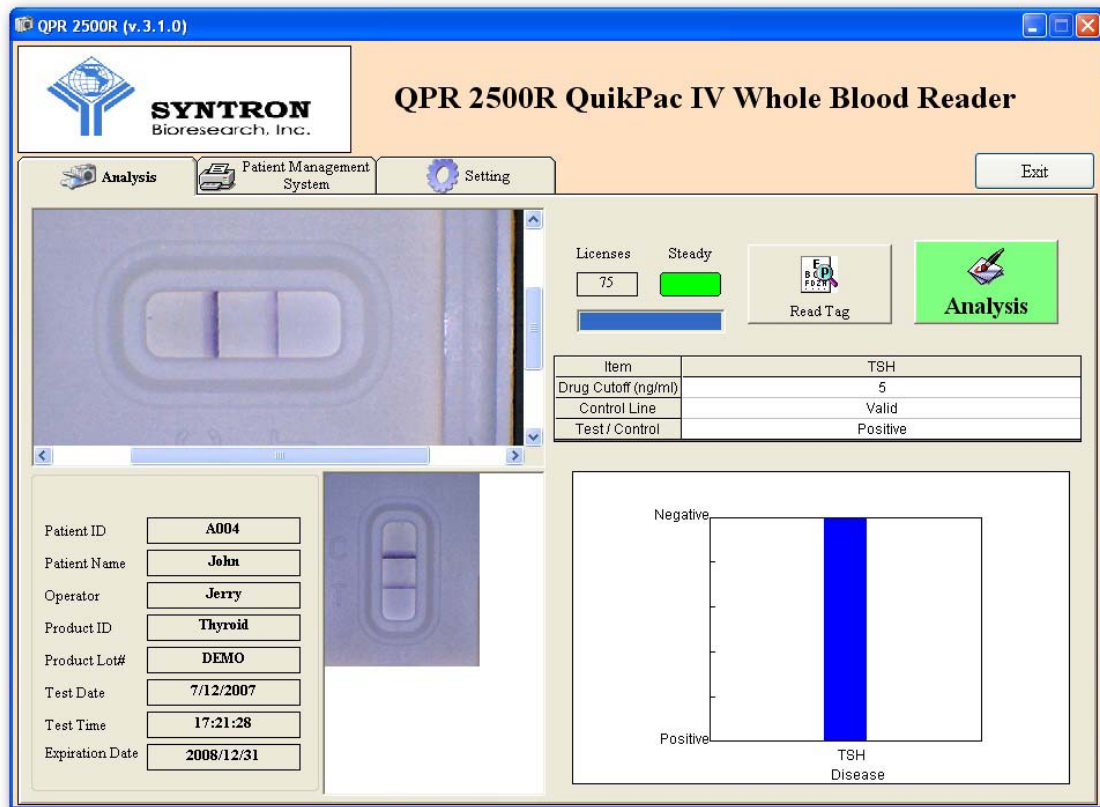 QPR 2500R (v.3.1.0)
SYNTRON
Bioresearch, Inc.
QPR 2500R QuikPac IV Whole Blood Reader
Analysis
Patient Management
System
Setting
Exit
Licenses
Steady
75
Read Tag
Analysis
Item TSH
Drug Cutoff (ng/ml) 5
Control Line Valid
Test / Control Positive
Patient ID A004
Patient Name John
Operator Jerry
Product ID Thyroid
Product Lot# DEMO
Test Date 7/12/2007
Test Time 17:21:28
Expiration Date 2008/12/31
Negative
Positive
TSH
Disease